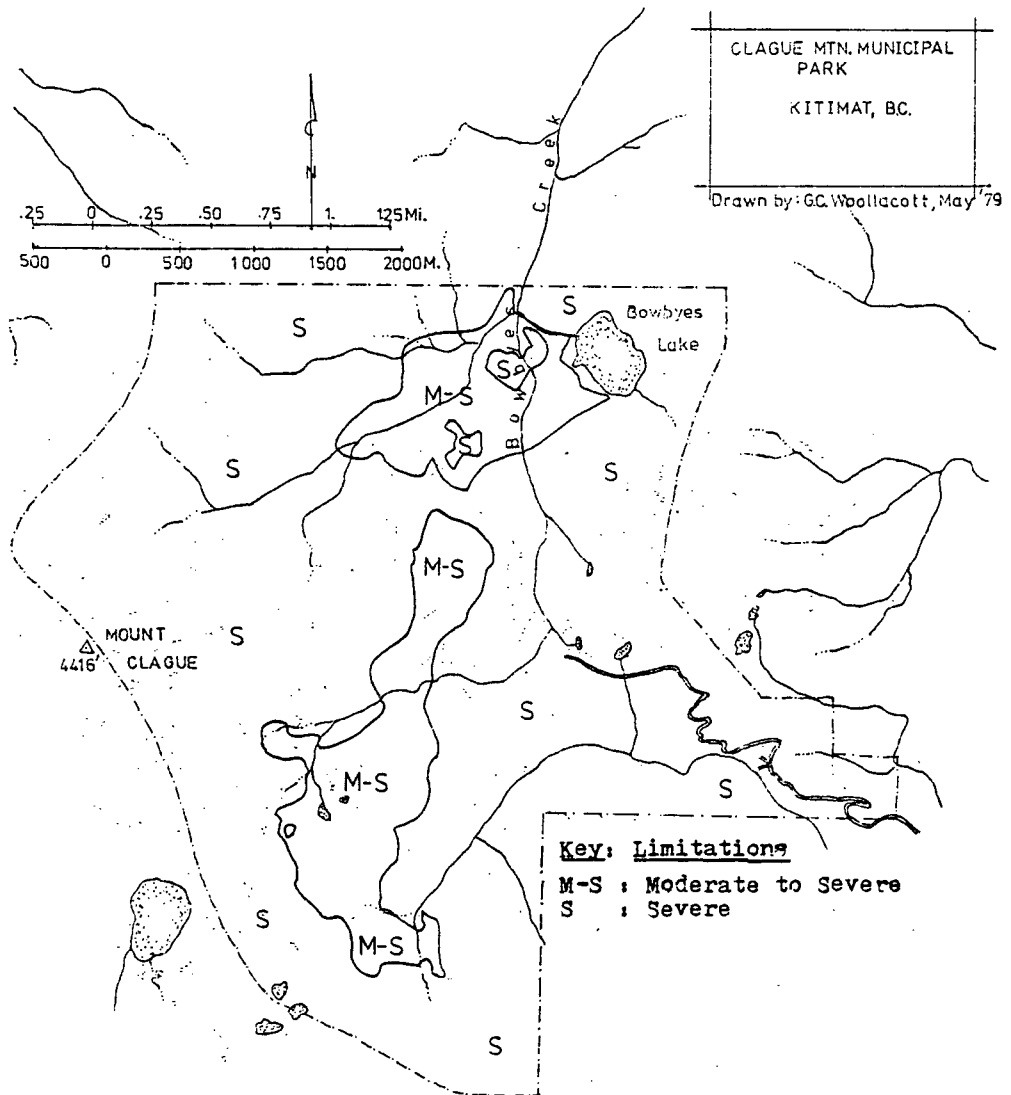 CLAGUE MTN. MUNICIPAL
PARK
KITIMAT, B.C.
Drawn by: G.C. Woollacott, May '79
N
.25 0 .25 .50 .75 1. 1.25 Mi.
500 0 500 1000 1500 2000M.
Bowbyes Creek
S
Bowbyes
Lake
S
S
M-S
S
S
S
M-S
S
MOUNT
CLAGUE
4416'
S
M-S
S
Key: Limitations
M-S : Moderate to Severe
S : Severe
S
M-S
S